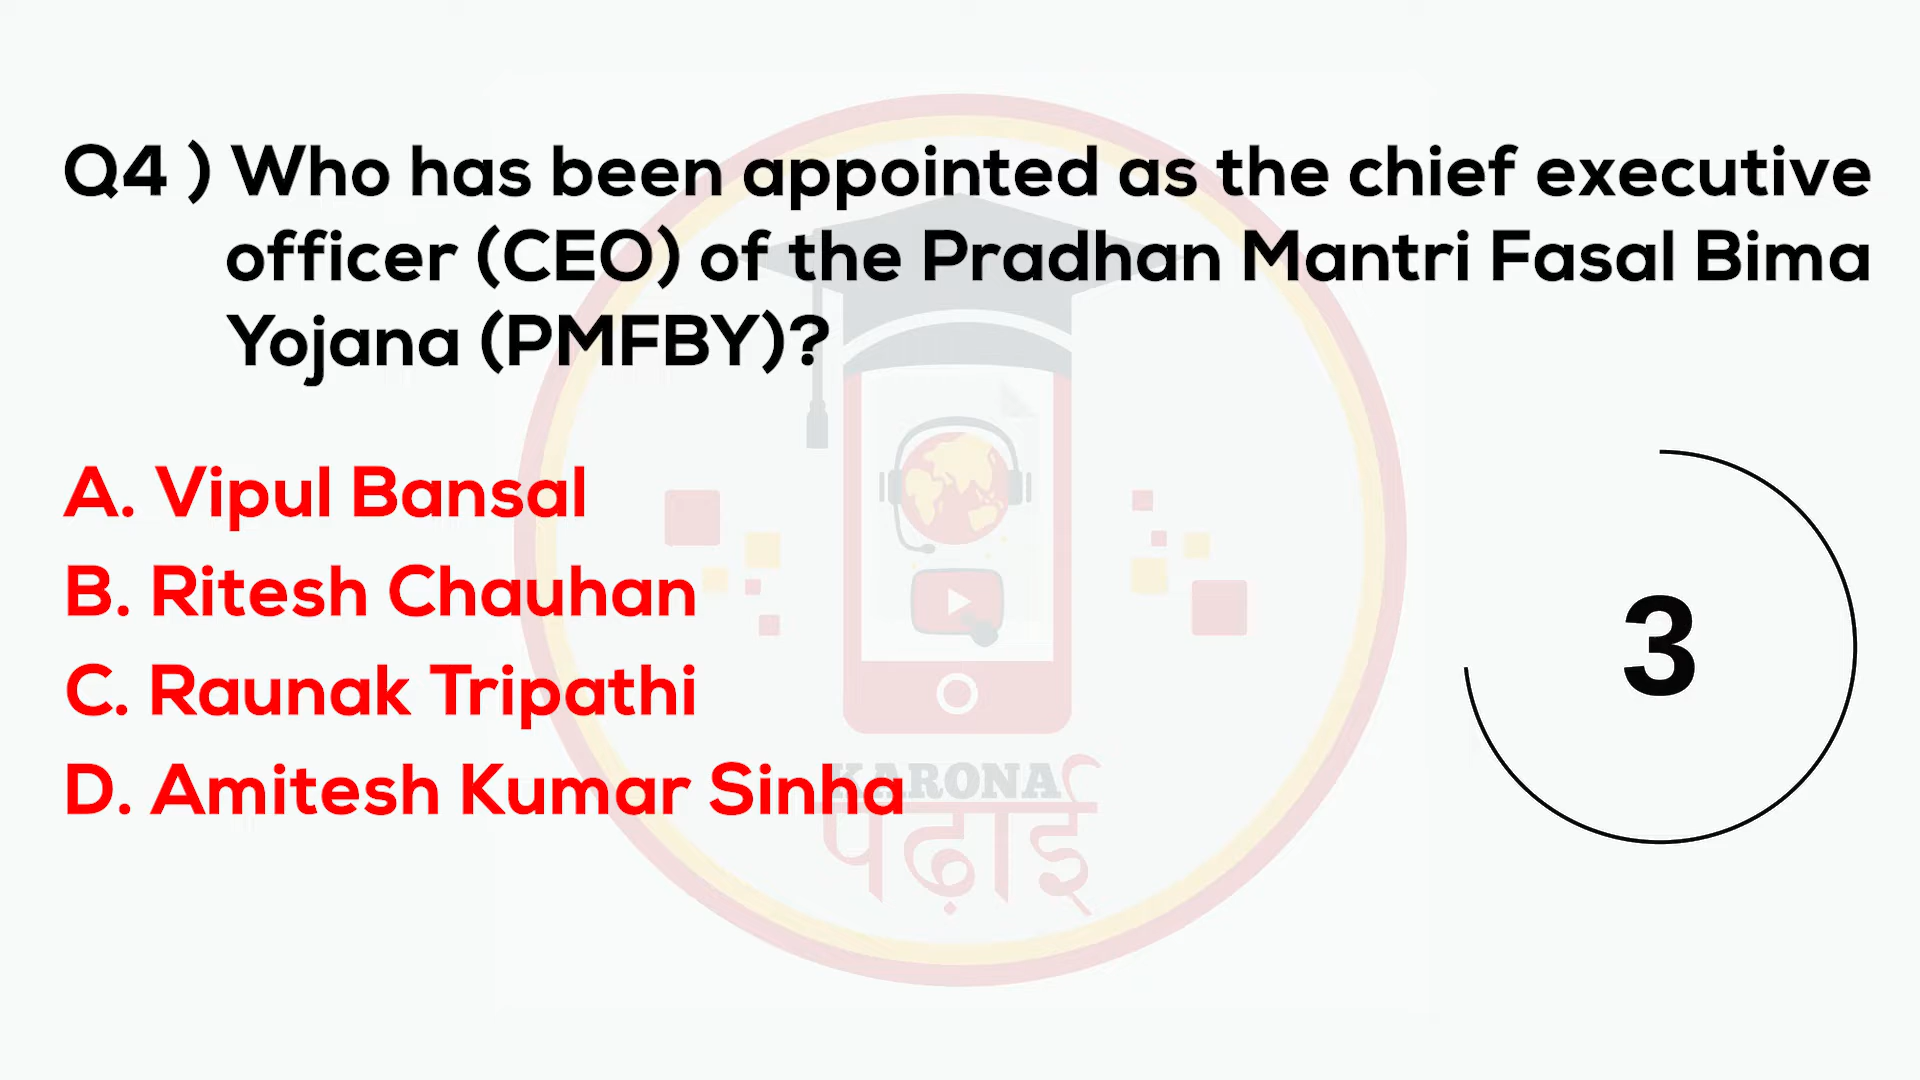 Q4 ) Who has been appointed as the chief executive
officer (CEO) of the Pradhan Mantri Fasal Bima
Yojana (PMFBY)?
A. Vipul Bansal
B. Ritesh Chauhan
C. Raunak Tripathi
D. Amitesh Kumar Sinha
3
KARONA
पढ़ाई